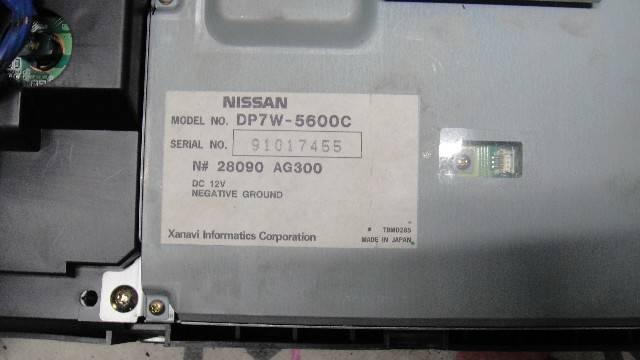 NISSAN
MODEL NO. DP7W-5600C
SERIAL NO. 91017455
N# 28090 AG300
DC 12V
NEGATIVE GROUND
# TBM0285
Xanavi Informatics Corporation MADE IN JAPAN